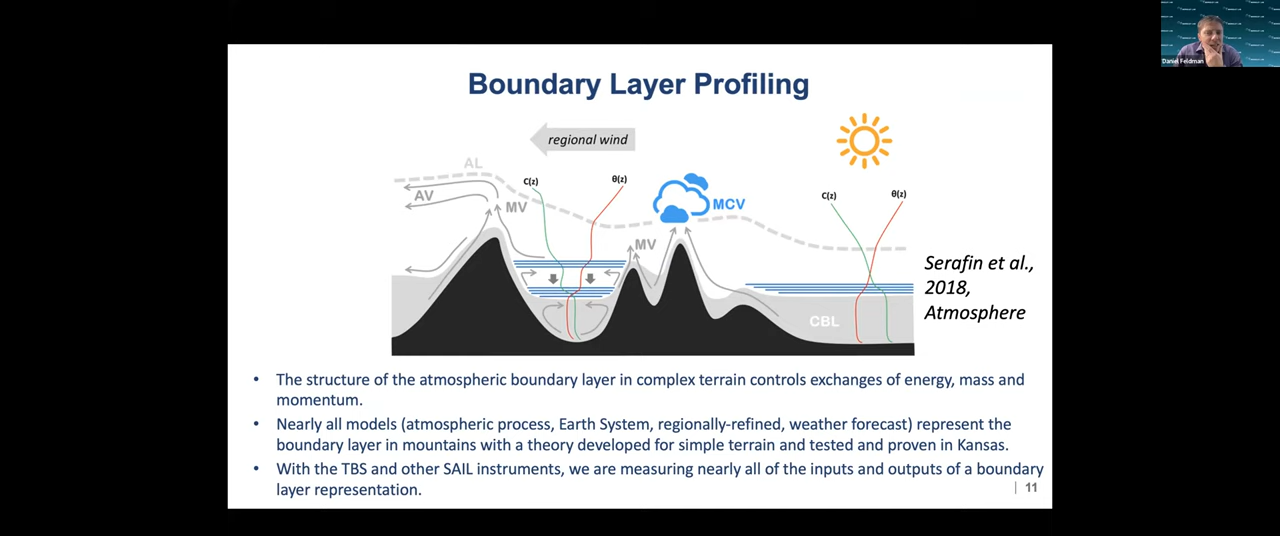 Daniel Feldman
Boundary Layer Profiling
regional wind
AL
AV
MV
C(z)
θ(z)
MCV
MV
C(z)
θ(z)
CBL
Serafin et al.,
2018,
Atmosphere
• The structure of the atmospheric boundary layer in complex terrain controls exchanges of energy, mass and
momentum.
• Nearly all models (atmospheric process, Earth System, regionally-refined, weather forecast) represent the
boundary layer in mountains with a theory developed for simple terrain and tested and proven in Kansas.
• With the TBS and other SAIL instruments, we are measuring nearly all of the inputs and outputs of a boundary
layer representation.
| 11